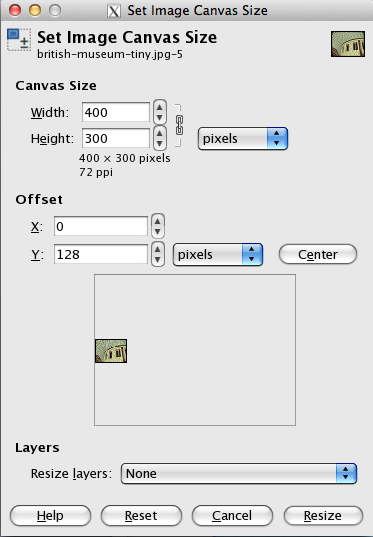 Set Image Canvas Size
Set Image Canvas Size
british-museum-tiny.jpg-5
Canvas Size
Width: 400
Height: 300 pixels
400 × 300 pixels
72 ppi
Offset
X: 0
Y: 128 pixels Center
Layers
Resize layers: None
Help Reset Cancel Resize